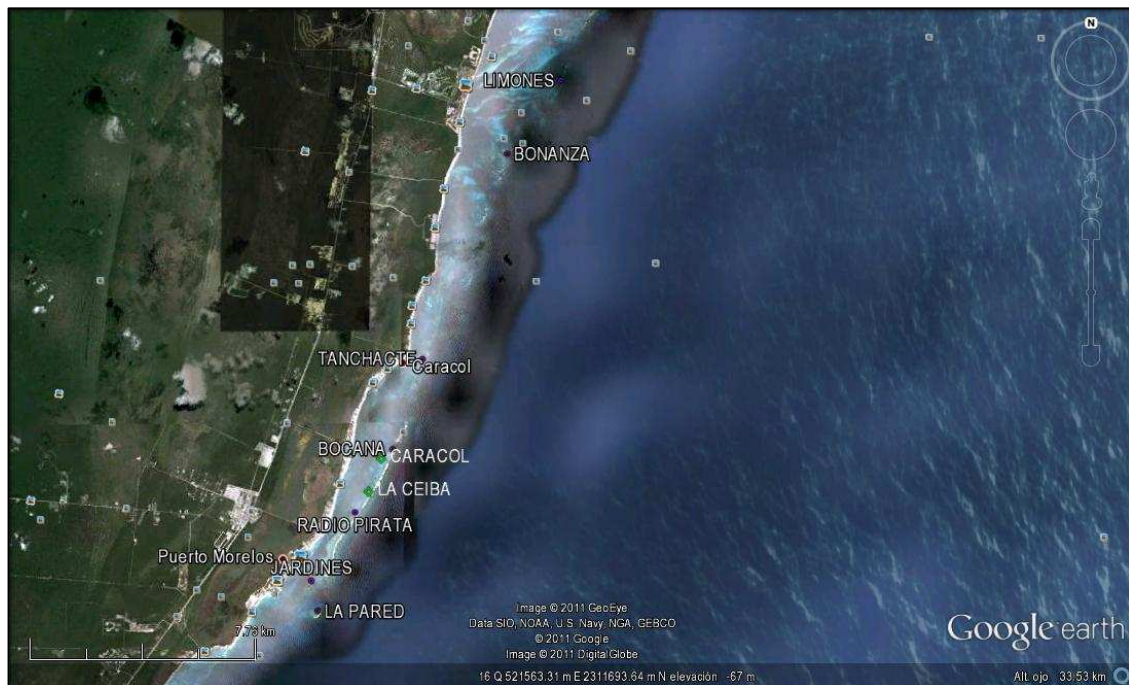 N
LIMONES
BONANZA
TANCHACTE
Caracol
BOCANA
CARACOL
LA CEIBA
RADIO PIRATA
Puerto Morelos
JARDINES
LA PARED
7.76 km
Image © 2011 GeoEye
Data SIO, NOAA, U.S. Navy, NGA, GEBCO
© 2011 Google
Image © 2011 DigitalGlobe
Google earth
16 Q 521563.31 m E 2311693.64 m N elevación -67 m
Alt. ojo 33.53 km